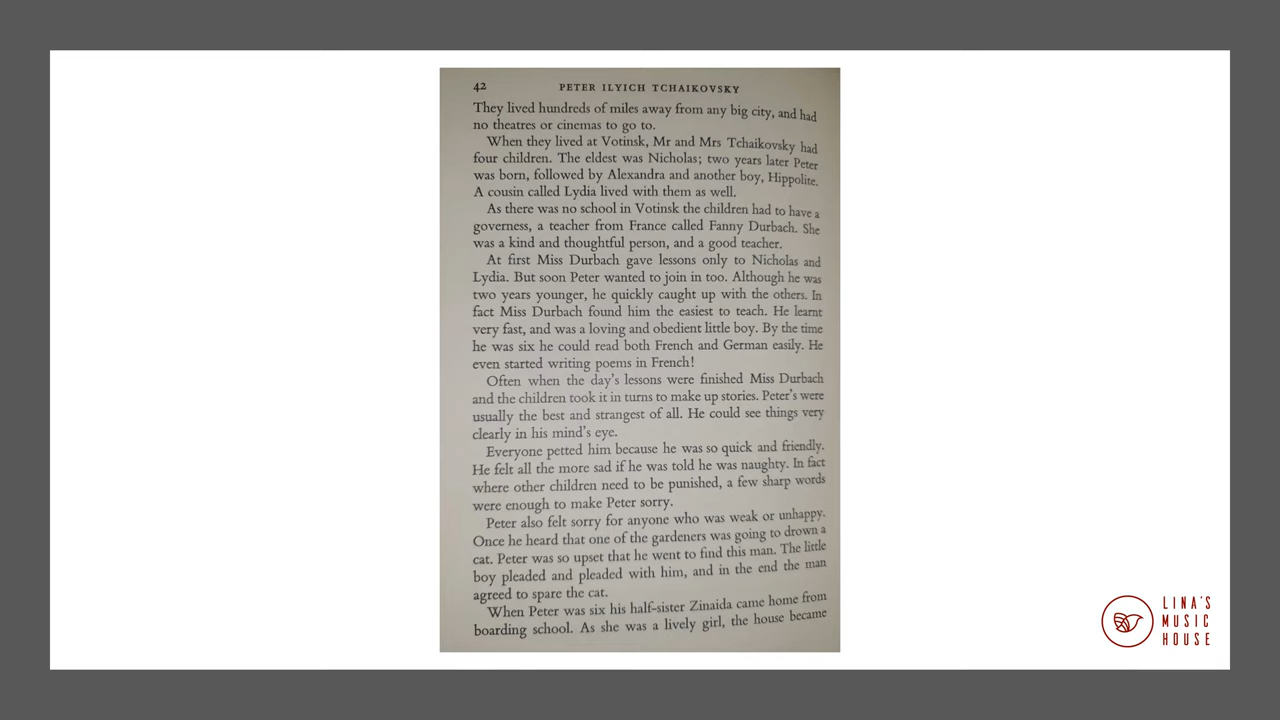 42 PETER ILYICH TCHAIKOVSKY
They lived hundreds of miles away from any big city, and had
no theatres or cinemas to go to.
When they lived at Votinsk, Mr and Mrs Tchaikovsky had
four children. The eldest was Nicholas; two years later Peter
was born, followed by Alexandra and another boy, Hippolite.
A cousin called Lydia lived with them as well.
As there was no school in Votinsk the children had to have a
governess, a teacher from France called Fanny Durbach. She
was a kind and thoughtful person, and a good teacher.
At first Miss Durbach gave lessons only to Nicholas and
Lydia. But soon Peter wanted to join in too. Although he was
two years younger, he quickly caught up with the others. In
fact Miss Durbach found him the easiest to teach. He learnt
very fast, and was a loving and obedient little boy. By the time
he was six he could read both French and German easily. He
even started writing poems in French!
Often when the day's lessons were finished Miss Durbach
and the children took it in turns to make up stories. Peter's were
usually the best and strangest of all. He could see things very
clearly in his mind's eye.
Everyone petted him because he was so quick and friendly.
He felt all the more sad if he was told he was naughty. In fact
where other children need to be punished, a few sharp words
were enough to make Peter sorry.
Peter also felt sorry for anyone who was weak or unhappy.
Once he heard that one of the gardeners was going to drown a
cat. Peter was so upset that he went to find this man. The little
boy pleaded and pleaded with him, and in the end the man
agreed to spare the cat.
When Peter was six his half-sister Zinaida came home from
boarding school. As she was a lively girl, the house became
LINA'S
MUSIC
HOUSE